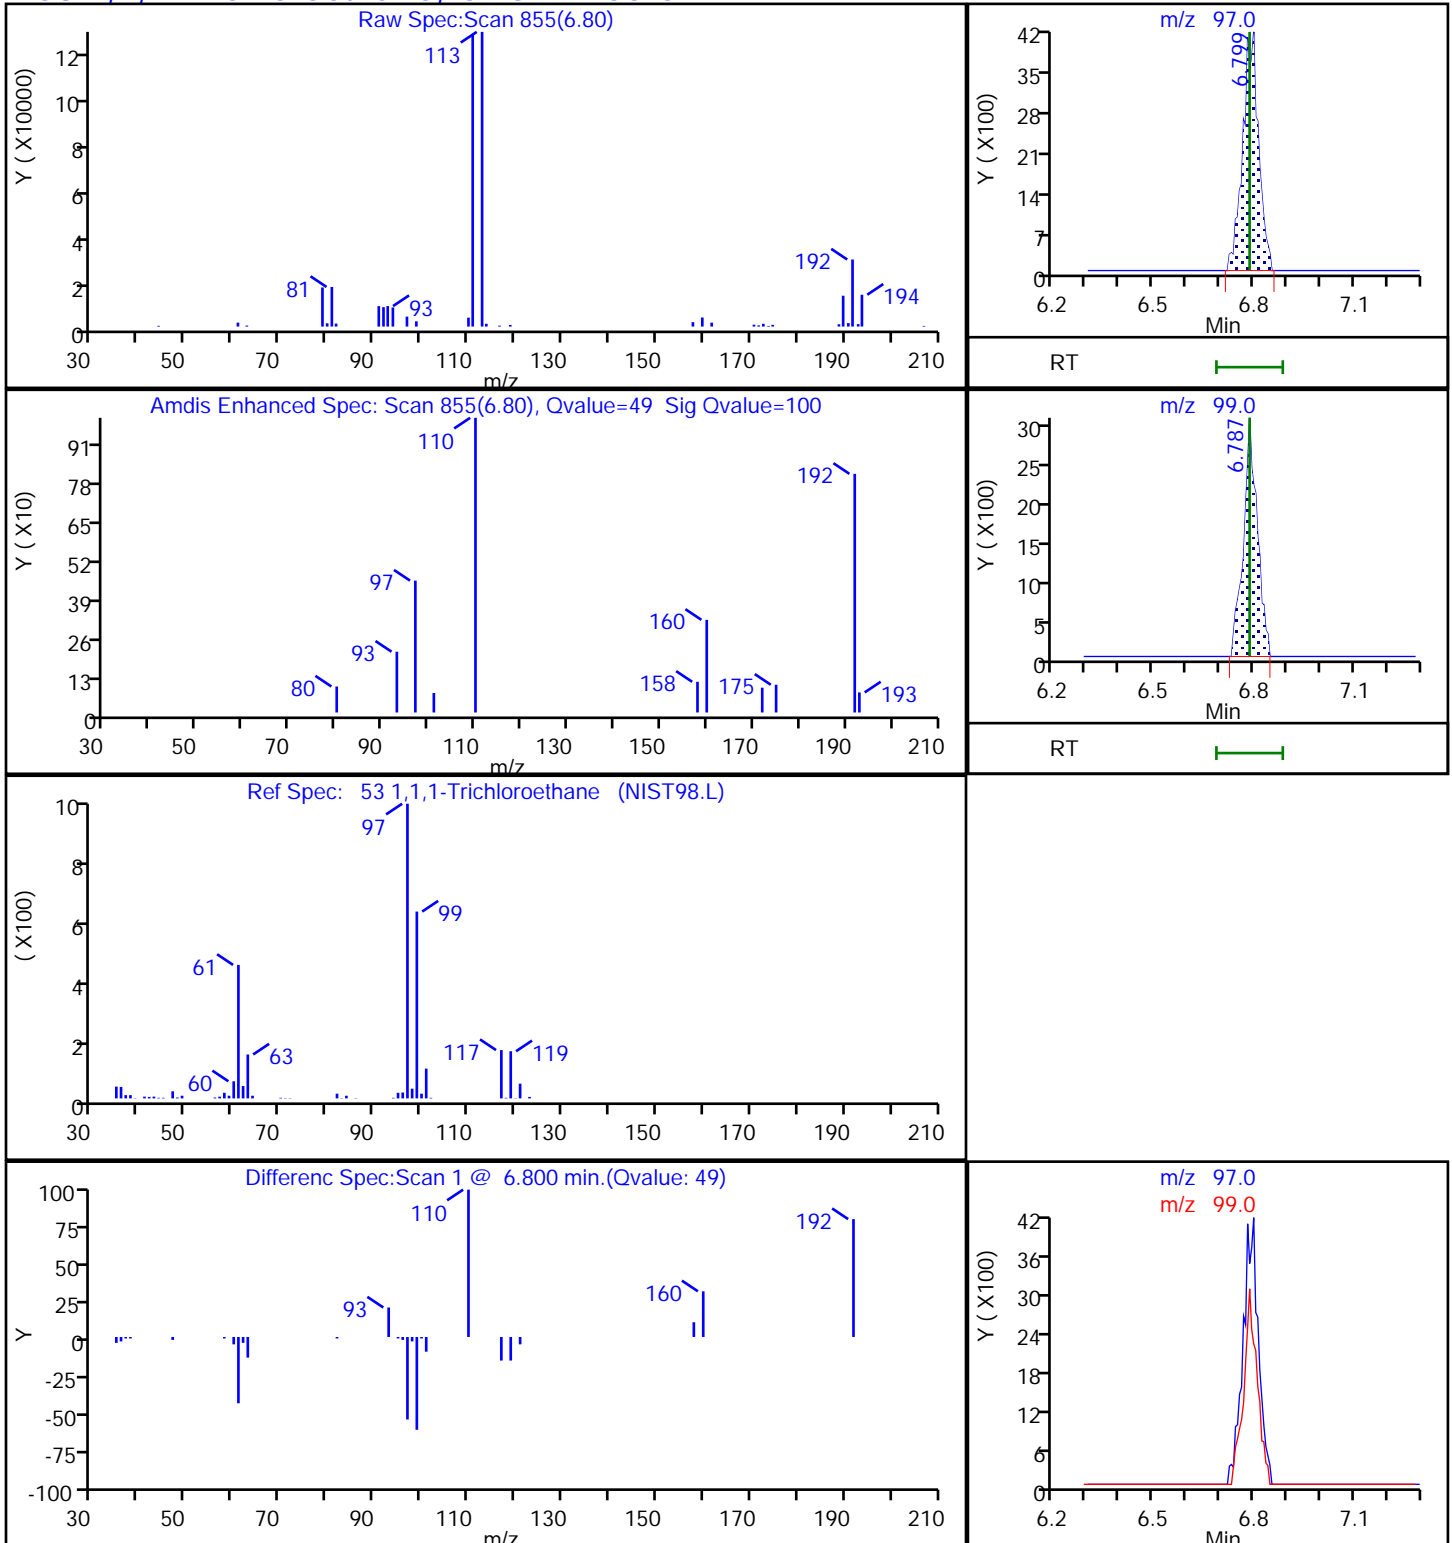 Raw Spec:Scan 855(6.80)
Y ( X10000)
12
10
8
6
4
2
0
113
81
93
192
194
30 50 70 90 110 130 150 170 190 210
m/z
m/z 97.0
Y ( X100)
42
35
28
21
14
7
0
6.799
6.2 6.5 6.8 7.1
Min
RT
Amdis Enhanced Spec: Scan 855(6.80), Qvalue=49 Sig Qvalue=100
Y ( X10)
91
78
65
52
39
26
13
0
110
192
97
160
93
80
158
175
193
30 50 70 90 110 130 150 170 190 210
m/z
m/z 99.0
Y ( X100)
30
25
20
15
10
5
0
6.787
6.2 6.5 6.8 7.1
Min
RT
Ref Spec: 53 1,1,1-Trichloroethane (NIST98.L)
( X100)
10
8
6
4
2
0
97
99
61
63
60
117
119
30 50 70 90 110 130 150 170 190 210
Differenc Spec:Scan 1 @ 6.800 min.(Qvalue: 49)
Y
100
75
50
25
0
-25
-50
-75
-100
110
192
160
93
30 50 70 90 110 130 150 170 190 210
m/z
m/z 97.0
m/z 99.0
Y ( X100)
42
36
30
24
18
12
6
0
6.2 6.5 6.8 7.1
Min